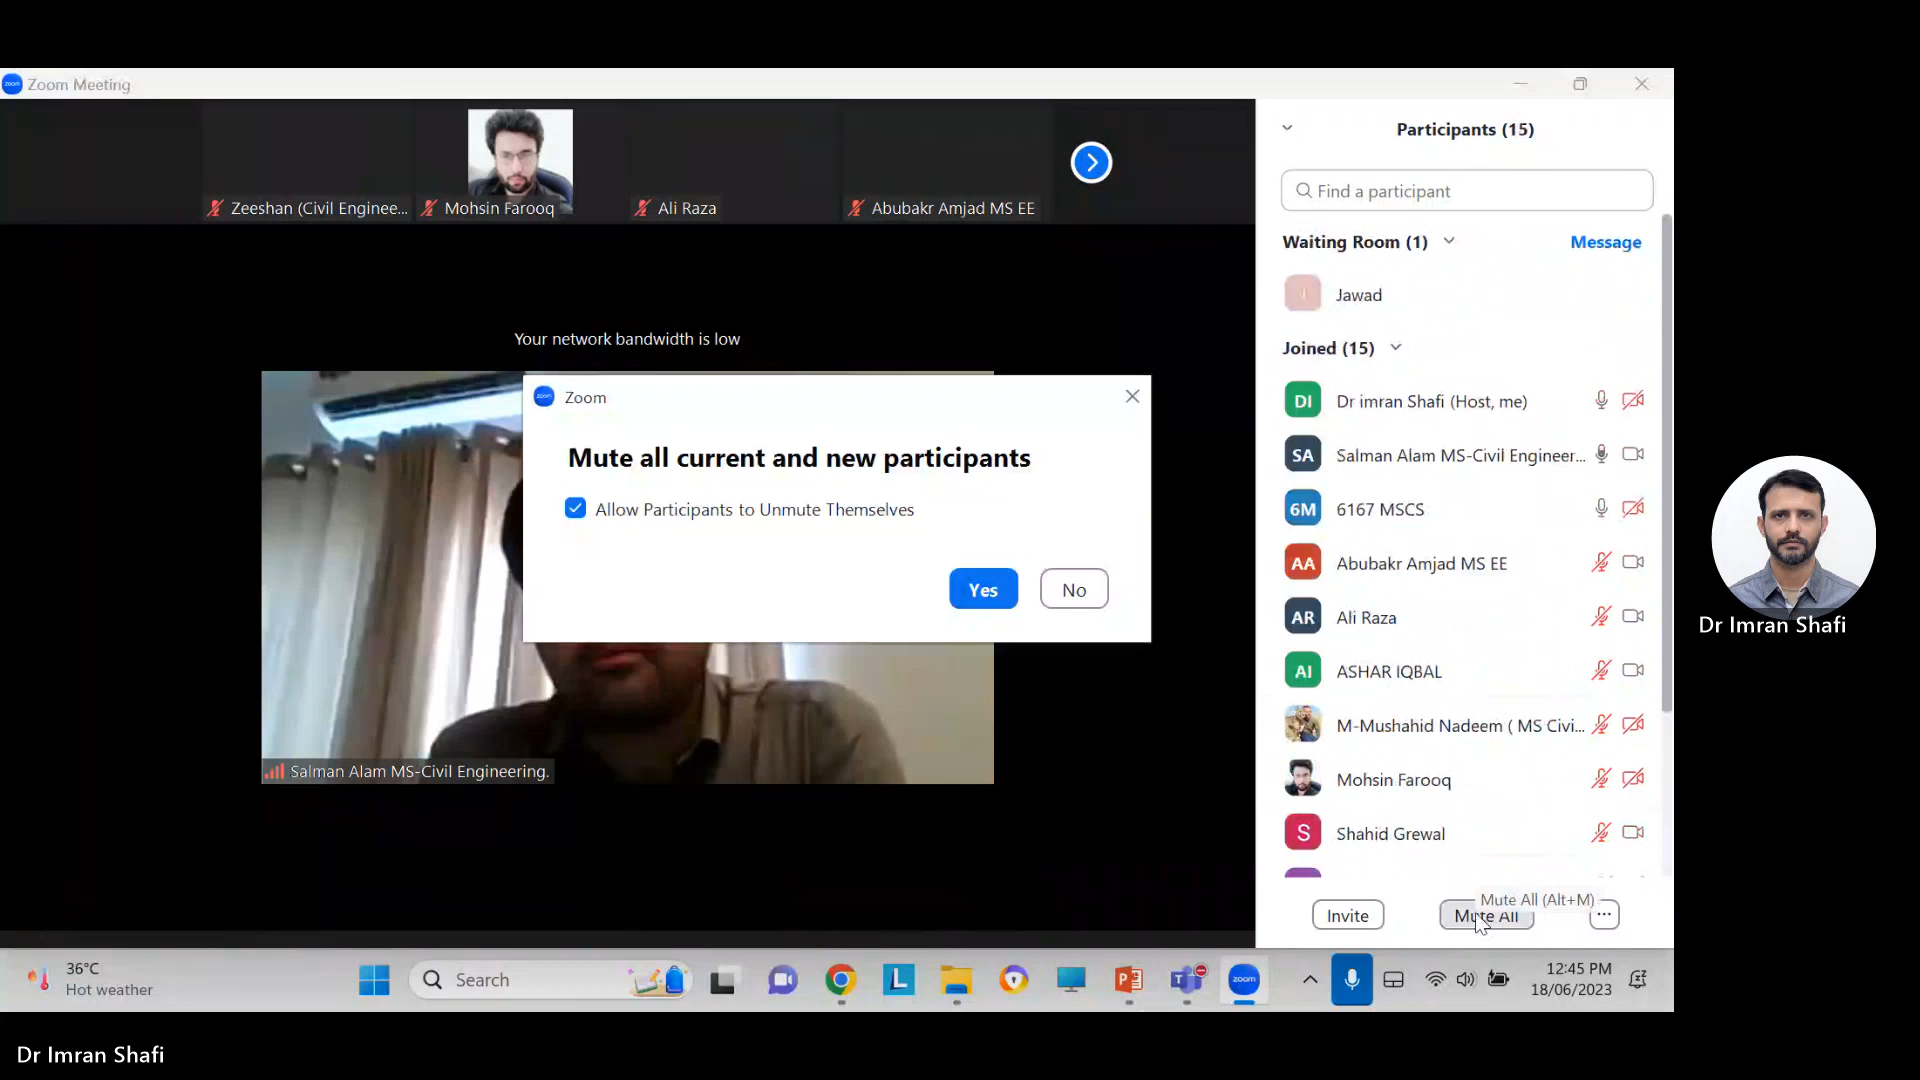 Zoom Meeting
Zeeshan (Civil Enginee...
Mohsin Farooq
Ali Raza
Abubakr Amjad MS EE
Your network bandwidth is low
Salman Alam MS-Civil Engineering.
zoom
Zoom
Mute all current and new participants
Allow Participants to Unmute Themselves
Yes
No
Participants (15)
Find a participant
Waiting Room (1)
Message
Jawad
Joined (15)
DI Dr imran Shafi (Host, me)
SA Salman Alam MS-Civil Engineer...
6M 6167 MSCS
AA Abubakr Amjad MS EE
AR Ali Raza
AI ASHAR IQBAL
M-Mushahid Nadeem ( MS Civi...
Mohsin Farooq
S Shahid Grewal
Mute All (Alt+M)
Invite
Mute All
...
36°C
Hot weather
Search
zoom
12:45 PM
18/06/2023
Dr Imran Shafi
Dr Imran Shafi